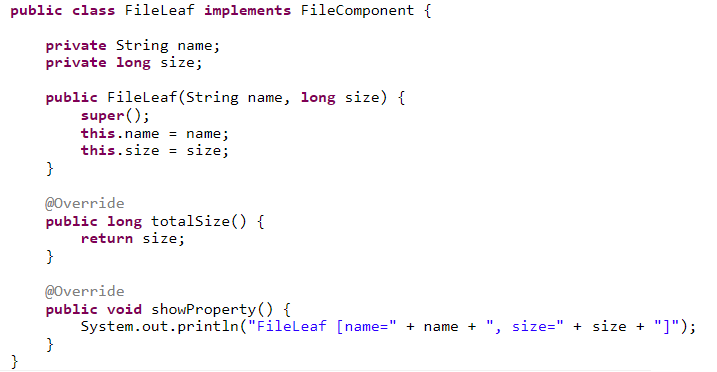 public class FileLeaf implements FileComponent {
private String name;
private long size;
public FileLeaf(String name, long size) {
super();
this.name = name;
this.size = size;
}
@Override
public long totalSize() {
return size;
}
@Override
public void showProperty() {
System.out.println("FileLeaf [name=" + name + ", size=" + size + "]");
}
}